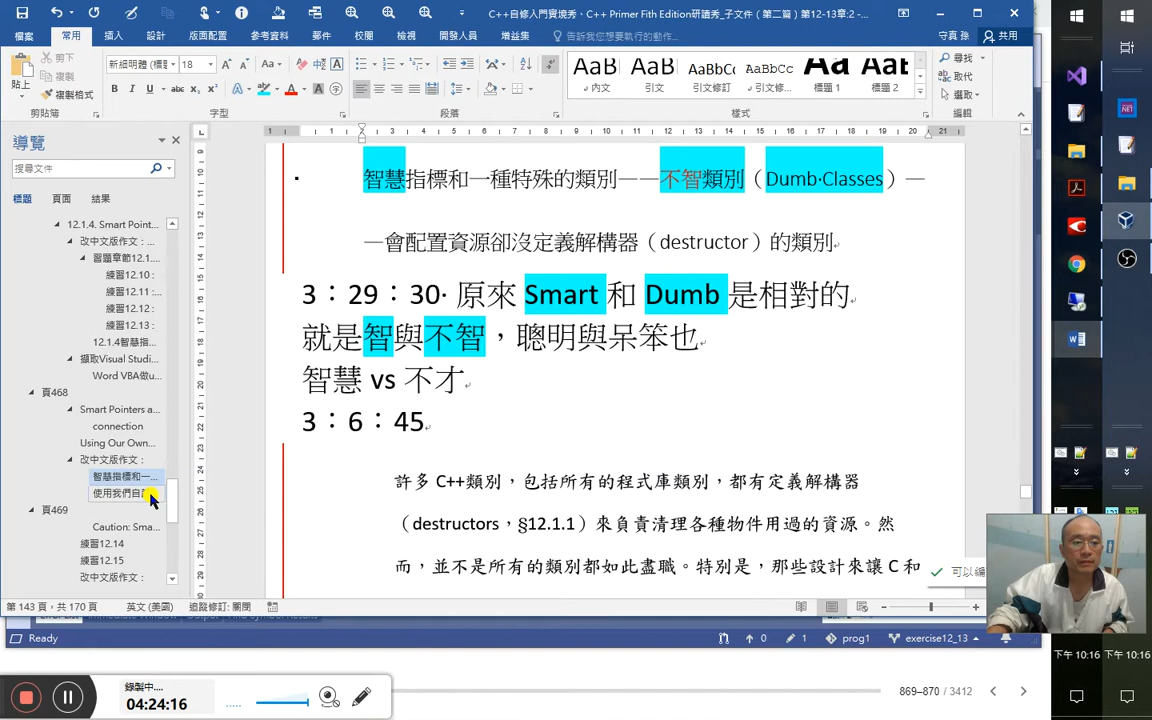 C++自修入門實境秀、C++ Primer Fith Edition研讀秀_子文件（第二篇）第12-13章:2 -...
檔案 常用 插入 設計 版面配置 參考資料 郵件 校閱 檢視 開發人員 增益集 告訴我您想要執行的動作... 守真 孫 共用
貼上 剪下 複製 複製格式
新細明體 (標題 18
AaBbC AaBbC AaBbCc AaBbCc
內文 引文 引文修訂 引文修... 標題 1 標題 2
尋找 取代 選取
剪貼簿 字型 段落 樣式 編輯
導覽
搜尋文件
標題 頁面 結果
12.1.4. Smart Point...
改中文版作文：...
習題章節12.1...
練習12.10 :
練習12.11 :...
練習12.12 :
練習12.13 :
12.1.4智慧指...
擷取Visual Studi...
Word VBA做u...
頁468
Smart Pointers a...
connection
Using Our Own...
改中文版作文：
智慧指標和一...
使用我們自
頁469
Caution: Sma...
練習12.14
練習12.15
改中文版作文：
智慧指標和一種特殊的類別——不智類別（Dumb·Classes）—
—會配置資源卻沒定義解構器（destructor）的類別
3：29：30· 原來 Smart 和 Dumb 是相對的
就是智與不智，聰明與呆笨也
智慧 vs 不才
3：6：45
許多 C++類別，包括所有的程式庫類別，都有定義解構器
（destructors，§12.1.1）來負責清理各種物件用過的資源。然
而，並不是所有的類別都如此盡職。特別是，那些設計來讓 C 和
可以編
第 143 頁，共 170 頁 英文 (美國) 追蹤修訂: 關閉
Ready 0 1 prog1 exercise12_13
錄製中...
04:24:16
869–870 / 3412
下午 10:16 下午 10:16